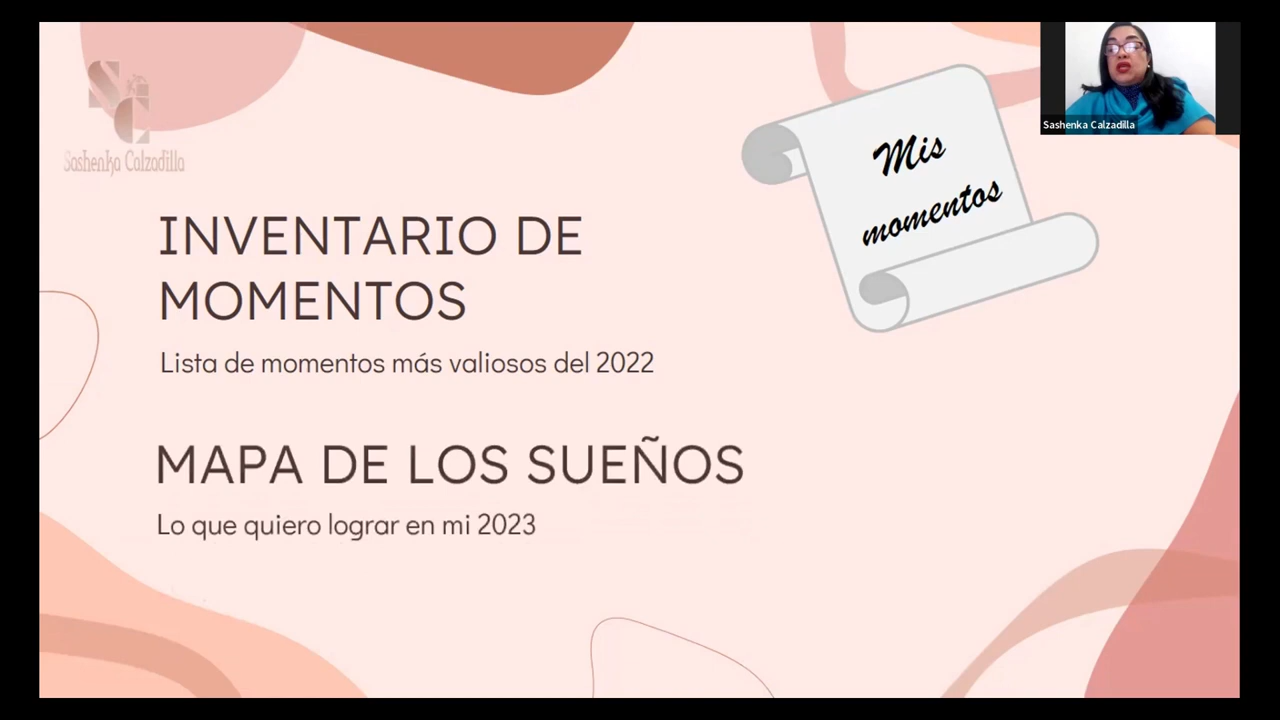 SC
Sashenka Calzadilla
Mis
momentos
Sashenka Calzadilla
INVENTARIO DE
MOMENTOS
Lista de momentos más valiosos del 2022
MAPA DE LOS SUEÑOS
Lo que quiero lograr en mi 2023